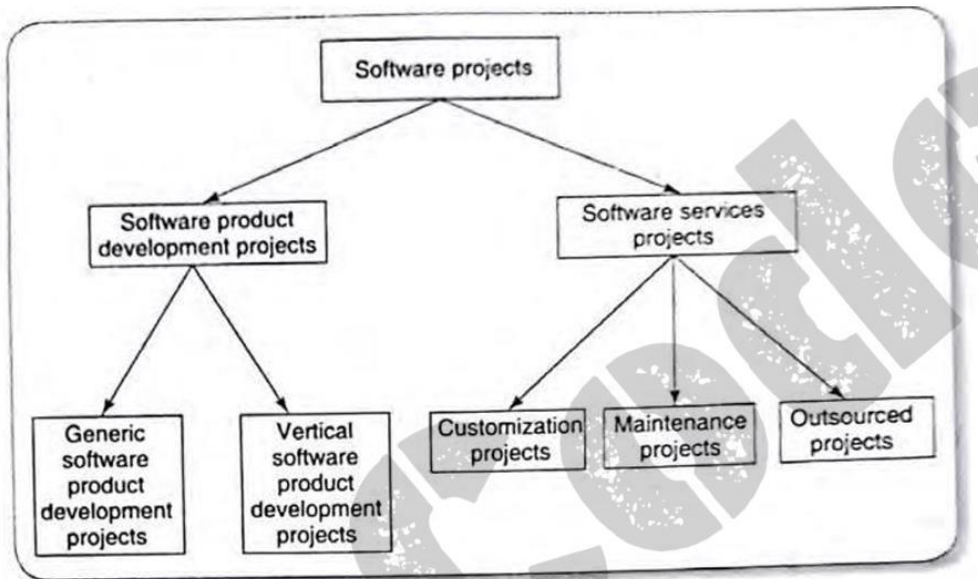 Software projects
Software product
development projects
Software services
projects
Generic
software
product
development
projects
Vertical
software
product
development
projects
Customization
projects
Maintenance
projects
Outsourced
projects